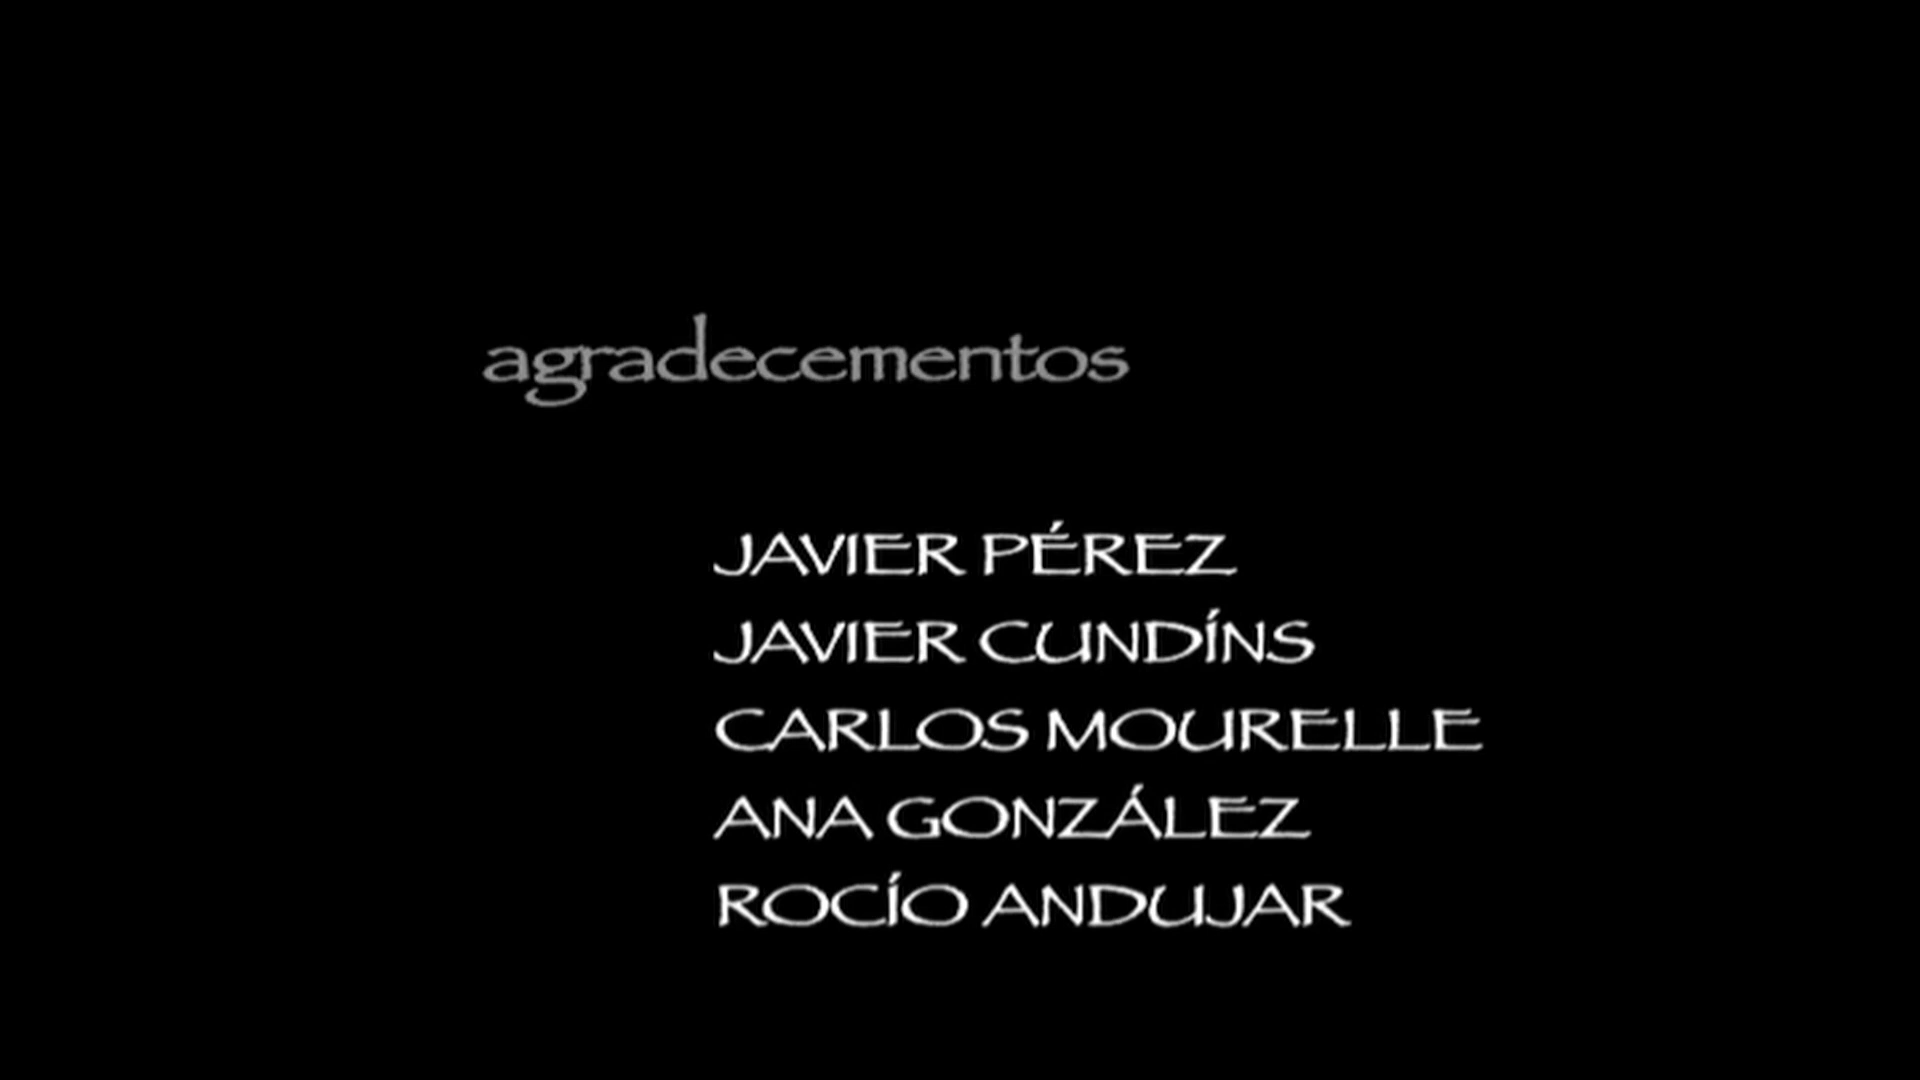 agradecementos
JAVIER PÉREZ
JAVIER CUNDÍNS
CARLOS MOURELLE
ANA GONZÁLEZ
ROCÍO ANDUJAR